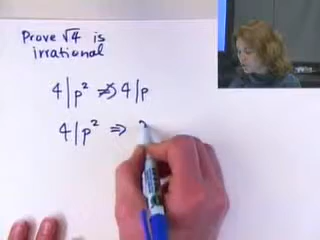 Prove √4 is
irrational
4|p² ⇏ 4|p
4|p² ⇒